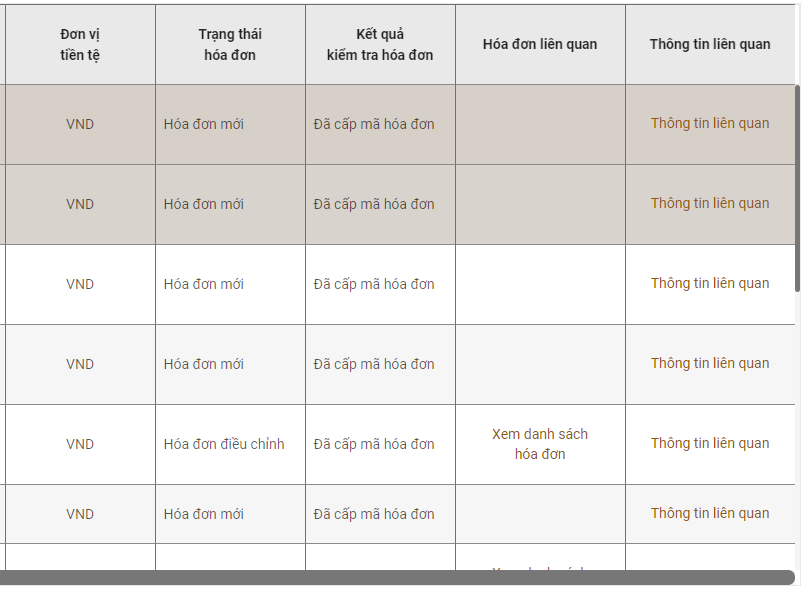 Đơn vị
tiền tệ
Trạng thái
hóa đơn
Kết quả
kiểm tra hóa đơn
Hóa đơn liên quan
Thông tin liên quan
VND
Hóa đơn mới
Đã cấp mã hóa đơn
Thông tin liên quan
VND
Hóa đơn mới
Đã cấp mã hóa đơn
Thông tin liên quan
VND
Hóa đơn mới
Đã cấp mã hóa đơn
Thông tin liên quan
VND
Hóa đơn mới
Đã cấp mã hóa đơn
Thông tin liên quan
VND
Hóa đơn điều chỉnh
Đã cấp mã hóa đơn
Xem danh sách
hóa đơn
Thông tin liên quan
VND
Hóa đơn mới
Đã cấp mã hóa đơn
Thông tin liên quan